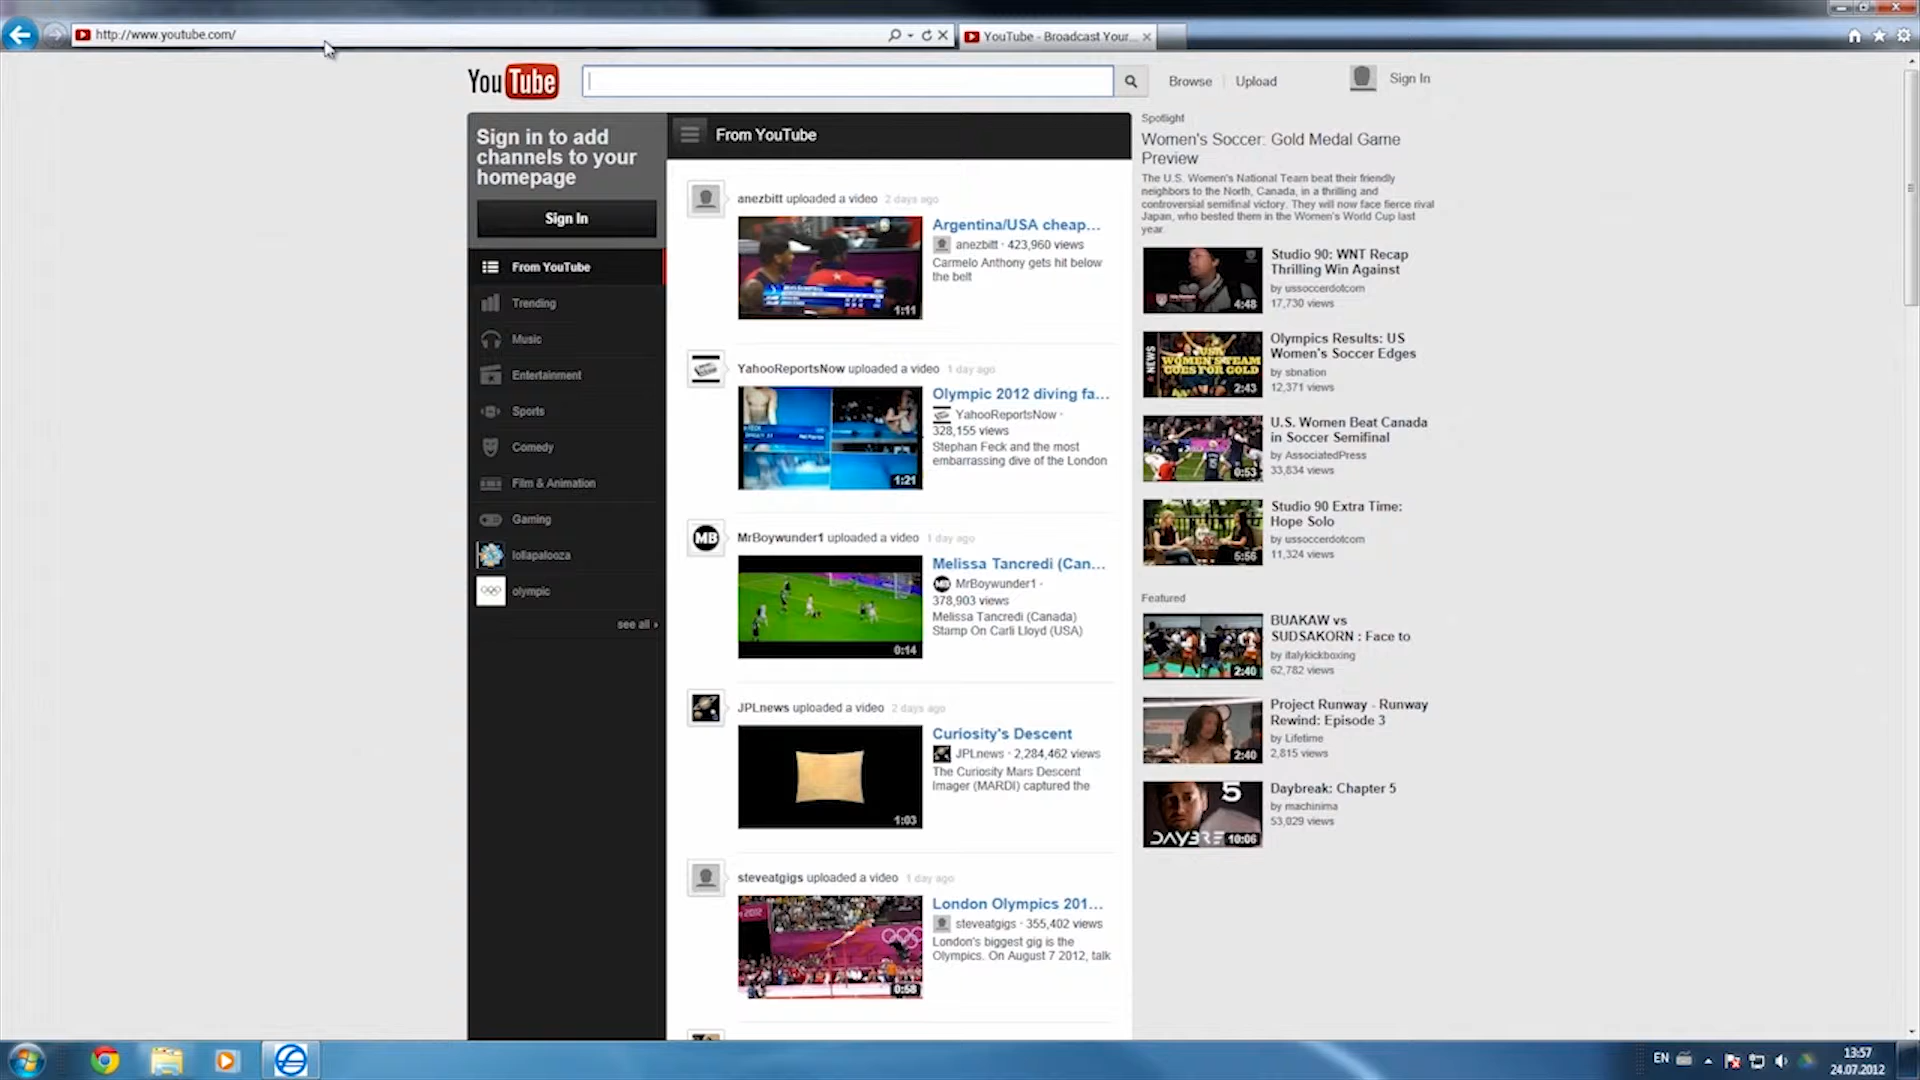 http://www.youtube.com/
YouTube - Broadcast Your...
YouTube
Browse
Upload
Sign In
Sign in to add
channels to your
homepage
Sign In
From YouTube
Trending
Music
Entertainment
Sports
Comedy
Film & Animation
Gaming
lollapalooza
olympic
see all ›
From YouTube
anezbitt uploaded a video 2 days ago
1:11
Argentina/USA cheap...
anezbitt · 423,960 views
Carmelo Anthony gets hit below
the belt
YahooReportsNow uploaded a video 1 day ago
1:21
Olympic 2012 diving fa...
YahooReportsNow ·
328,155 views
Stephan Feck and the most
embarrassing dive of the London
MB
MrBoywunder1 uploaded a video 1 day ago
0:14
Melissa Tancredi (Can...
MB
MrBoywunder1 ·
378,903 views
Melissa Tancredi (Canada)
Stamp On Carli Lloyd (USA)
JPLnews uploaded a video 2 days ago
1:03
Curiosity's Descent
JPLnews · 2,284,462 views
The Curiosity Mars Descent
Imager (MARDI) captured the
steveatgigs uploaded a video 1 day ago
0:58
London Olympics 201...
steveatgigs · 355,402 views
London's biggest gig is the
Olympics. On August 7 2012, talk
Spotlight
Women's Soccer: Gold Medal Game
Preview
The U.S. Women's National Team beat their friendly
neighbors to the North, Canada, in a thrilling and
controversial semifinal victory. They will now face fierce rival
Japan, who bested them in the Women's World Cup last
year.
4:48
Studio 90: WNT Recap
Thrilling Win Against
by ussoccerdotcom
17,730 views
NEWS
USA
WOMEN'S TEAM
GOES FOR GOLD
2:43
Olympics Results: US
Women's Soccer Edges
by sbnation
12,371 views
0:53
U.S. Women Beat Canada
in Soccer Semifinal
by AssociatedPress
33,834 views
5:56
Studio 90 Extra Time:
Hope Solo
by ussoccerdotcom
11,324 views
Featured
2:40
BUAKAW vs
SUDSAKORN : Face to
by italykickboxing
62,782 views
2:40
Project Runway - Runway
Rewind: Episode 3
by Lifetime
2,815 views
5
DAYBRE
10:06
Daybreak: Chapter 5
by machinima
53,029 views
EN
13:57
24.07.2012